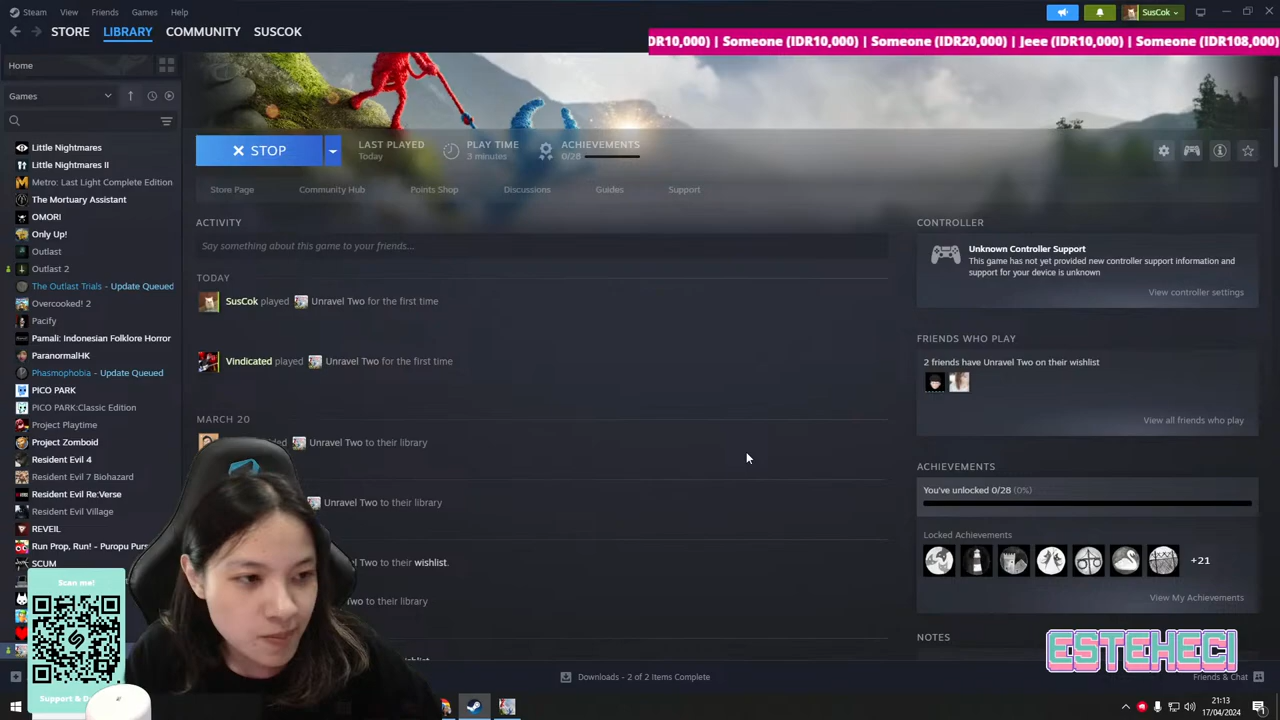 Steam View Friends Games Help
SusCok
STORE LIBRARY COMMUNITY SUSCOK
DR10,000) | Someone (IDR10,000) | Someone (IDR20,000) | Jeee (IDR10,000) | Someone (IDR108,000)
Home
Games
Little Nightmares
Little Nightmares II
Metro: Last Light Complete Edition
The Mortuary Assistant
OMORI
Only Up!
Outlast
Outlast 2
The Outlast Trials - Update Queued
Overcooked! 2
Pacify
Pamali: Indonesian Folklore Horror
ParanormalHK
Phasmophobia - Update Queued
PICO PARK
PICO PARK:Classic Edition
Project Playtime
Project Zomboid
Resident Evil 4
Resident Evil 7 Biohazard
Resident Evil Re:Verse
Resident Evil Village
REVEIL
Run Prop, Run! - Puropu Purs
SCUM
Scan me!
STOP
LAST PLAYED
Today
PLAY TIME
3 minutes
ACHIEVEMENTS
0/28
Store Page Community Hub Points Shop Discussions Guides Support
ACTIVITY
Say something about this game to your friends...
TODAY
SusCok played Unravel Two for the first time
Vindicated played Unravel Two for the first time
MARCH 20
Unravel Two to their library
Unravel Two to their library
to their wishlist.
Two to their library
CONTROLLER
Unknown Controller Support
This game has not yet provided new controller support information and
support for your device is unknown
View controller settings
FRIENDS WHO PLAY
2 friends have Unravel Two on their wishlist
View all friends who play
ACHIEVEMENTS
You've unlocked 0/28 (0%)
Locked Achievements
+21
View My Achievements
NOTES
ESTEHECI
Downloads - 2 of 2 Items Complete
Friends & Chat
21:13
17/04/2024